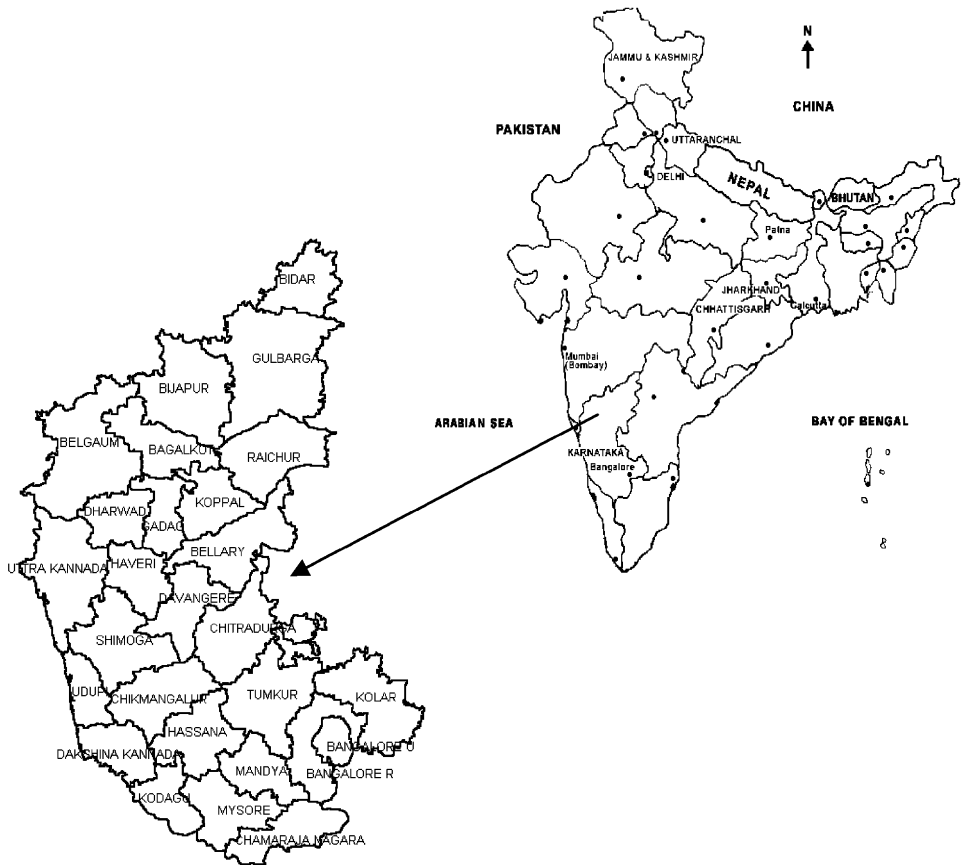 N
JAMMU & KASHMIR
CHINA
PAKISTAN
UTTARANCHAL
DELHI
NEPAL
BHUTAN
Patna
JHARKHAND
CHHATTISGARH
Calcutta
Mumbai
(Bombay)
ARABIAN SEA
BAY OF BENGAL
KARNATAKA
Bangalore
BIDAR
GULBARGA
BIJAPUR
BELGAUM
BAGALKOT
RAICHUR
KOPPAL
DHARWAD
GADAG
BELLARY
UTTRA KANNADA
HAVERI
DAVANGERE
CHITRADURGA
SHIMOGA
UDUPI
CHIKMANGALUR
TUMKUR
KOLAR
HASSANA
DAKSHINA KANNADA
BANGALORE U
MANDYA
BANGALORE R
KODAGU
MYSORE
CHAMARAJA NAGARA